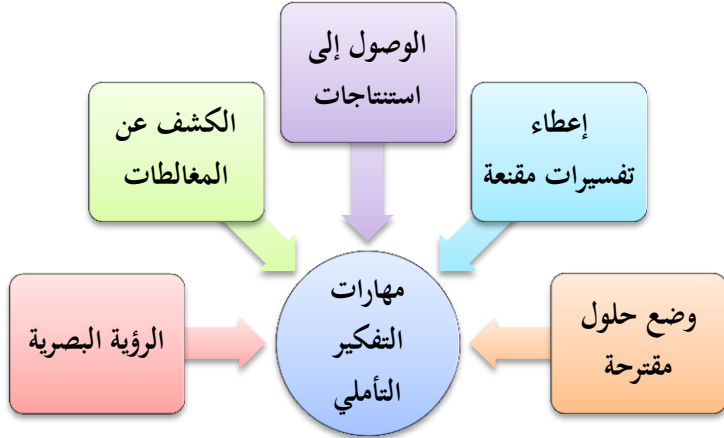 الوصول إلى
استنتاجات
إعطاء
تفسيرات مقنعة
الكشف عن
المغالطات
وضع حلول
مقترحة
مهارات
التفكير
التأملي
الرؤية البصرية